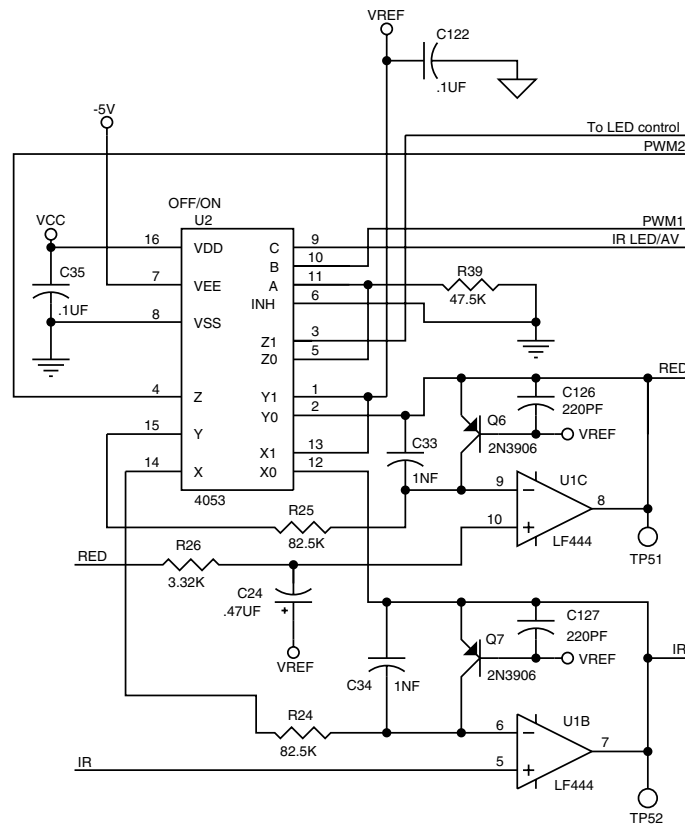 VREF
C122
.1UF
-5V
To LED control
PWM2
OFF/ON
U2
VCC
16 VDD C 9 PWM1
B 10 IR LED/AV
C35
.1UF
7 VEE A 11 R39
47.5K
INH 6
8 VSS
Z1 3
Z0 5
RED
4 Z Y1 1
Y0 2
C126
220PF
15 Y Q6
2N3906
VREF
C33
1NF
X1 13
14 X X0 12
4053
9 U1C
8
10
LF444
R25
82.5K
TP51
RED
R26
3.32K
C24
.47UF
+
VREF
C127
220PF
Q7
2N3906
VREF
IR
C34 1NF
R24
82.5K
6 U1B
7
IR
5
LF444
TP52